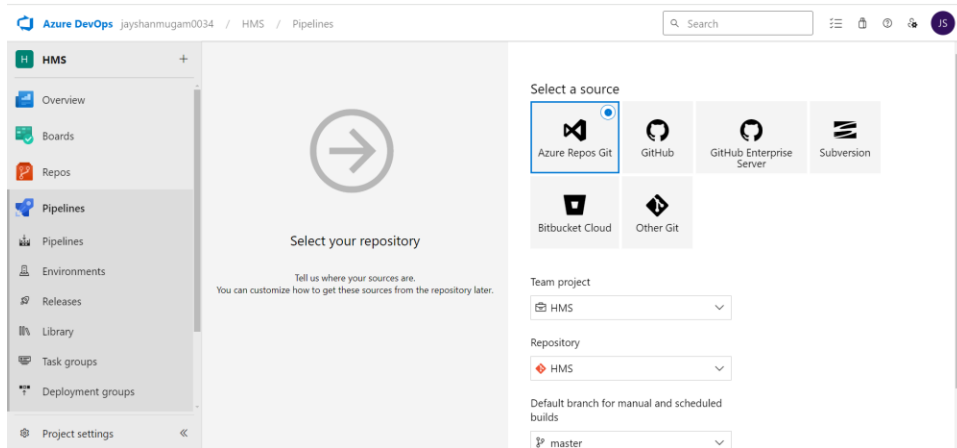 Azure DevOps jayshanmugam0034 / HMS / Pipelines
Search
JS
H HMS +
Overview
Boards
Repos
Pipelines
Pipelines
Environments
Releases
Library
Task groups
Deployment groups
Project settings
Select your repository
Tell us where your sources are.
You can customize how to get these sources from the repository later.
Select a source
Azure Repos Git
GitHub
GitHub Enterprise
Server
Subversion
Bitbucket Cloud
Other Git
Team project
HMS
Repository
HMS
Default branch for manual and scheduled
builds
master